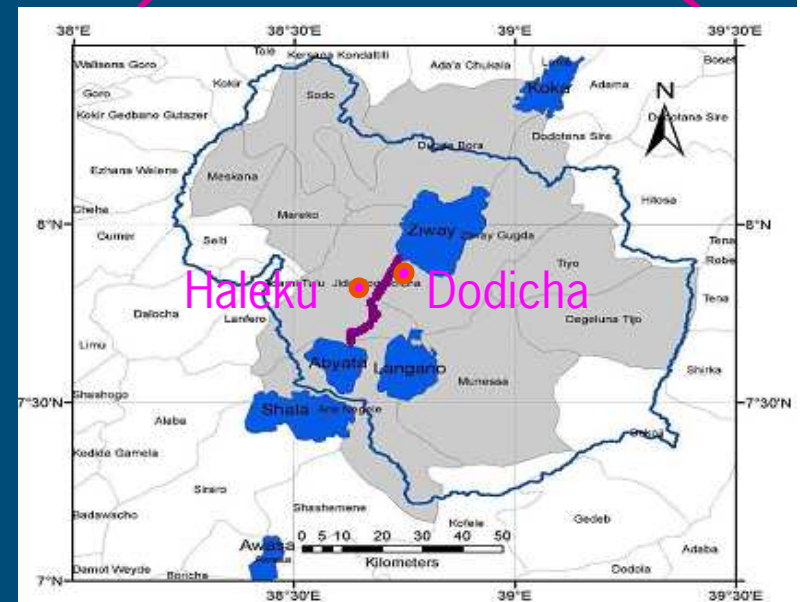 38°E 38°30'E 39°E 39°30'E
Tole Kersana Kondaltiti
Walisona Goro Ada'a Chukala Lome Boset
Kokir Sodo Koka Adama N
Goro
Kokir Gedbano Gutazer Dodotana Sire
Dugda Bora Dodotana Sire
Ezhana Walene Meskana
Hitosa
Cheha Mareko
8°N 8°N
Gumer Selti Ziway Ziway Gugda Tena
Tiyo Robe
Haleku Dodicha
Tena
Dalocha Lanfero Degeluna Tijo
Limu
Abyata Langano Munessa Shirka
Shashogo
7°30'N 7°30'N
Shala Arsi Negele
Alaba
Kedida Gamela
Siraro
Shashemene
Badawacho Kofele Gedeb
Awasa 0 5 10 20 30 40 50
Kilometers Adaba
Damot Weyde Boricha Dodola
7°N 7°N
38°30'E 39°E 39°30'E